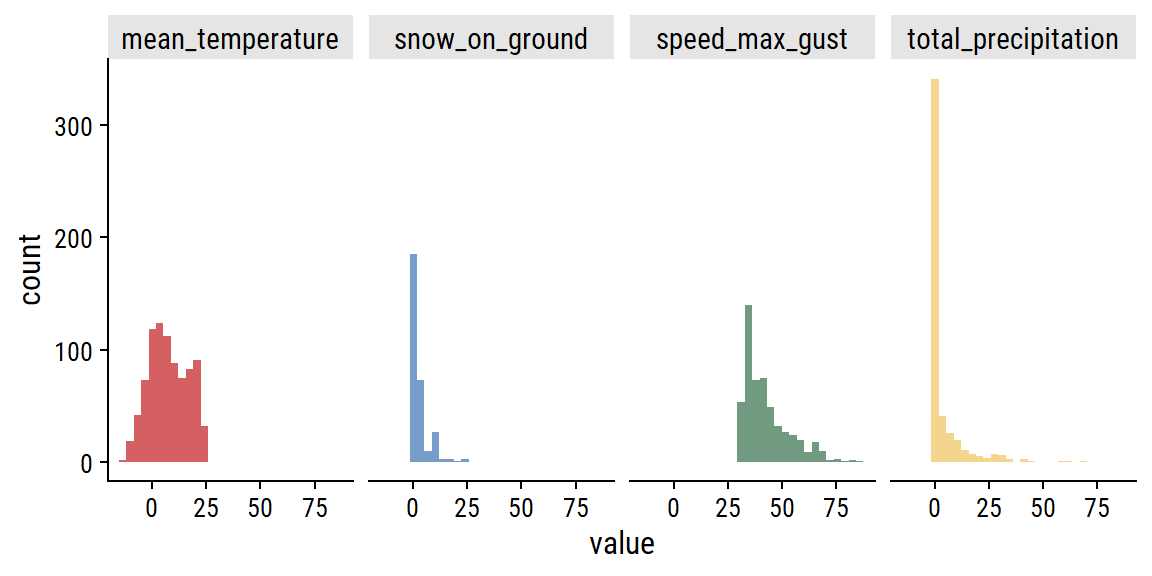 mean_temperature snow_on_ground speed_max_gust total_precipitation
300
200
100
0
count
0 25 50 75 0 25 50 75 0 25 50 75 0 25 50 75
value